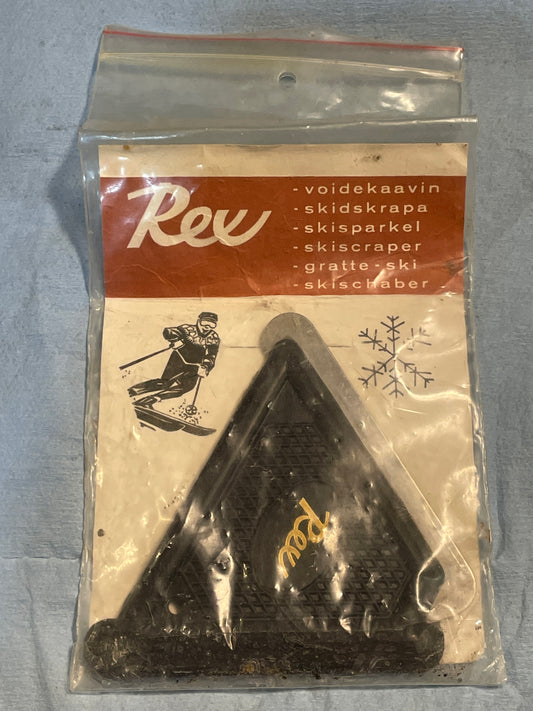 Rex
- voidekaavin
- skidskrapa
- skisparkel
- skiscraper
- gratte-ski
- skischaber
Rex